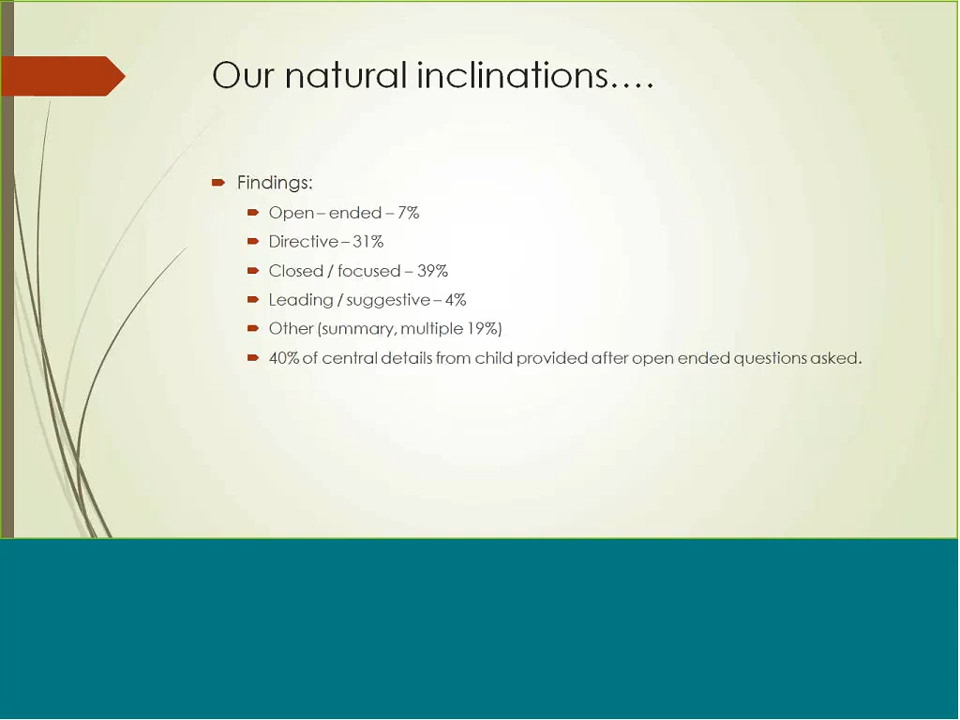 Our natural inclinations….
Findings:
Open – ended – 7%
Directive – 31%
Closed / focused – 39%
Leading / suggestive – 4%
Other (summary, multiple 19%)
40% of central details from child provided after open ended questions asked.